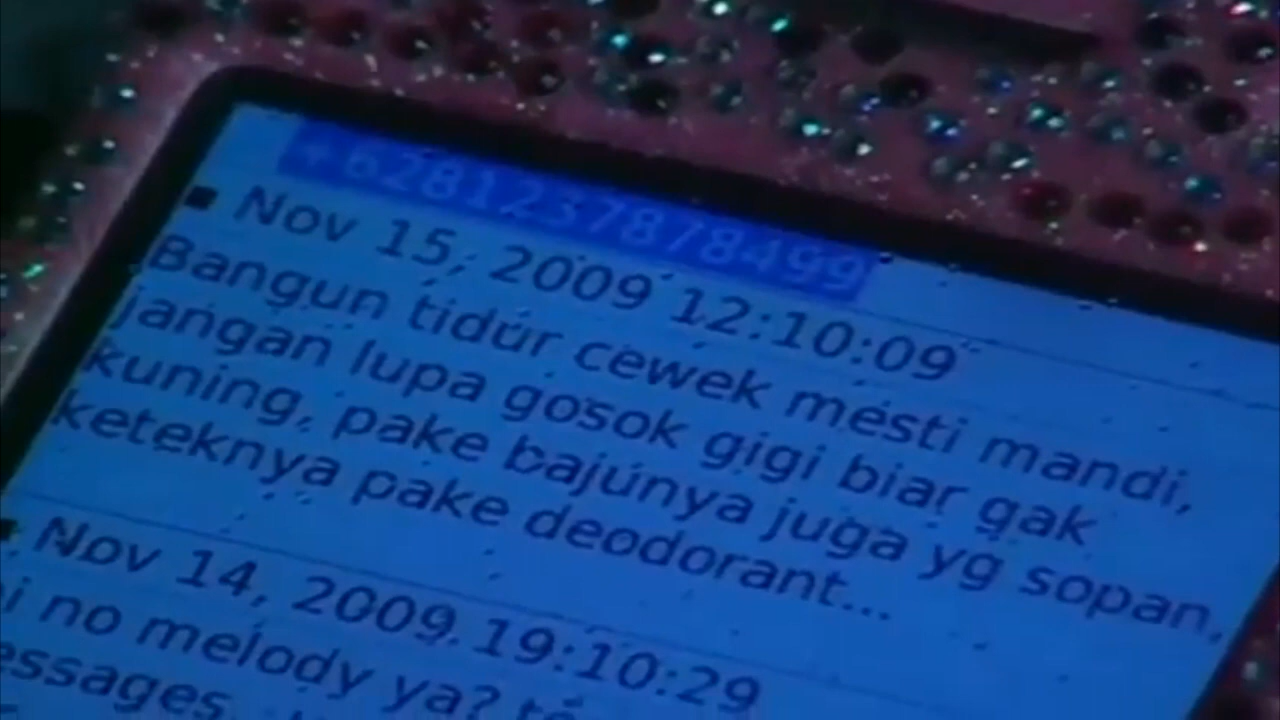 +6281237878499
Nov 15, 2009 12:10:09
Bangun tidur cewek mesti mandi,
jangan lupa gosok gigi biar gak
kuning, pake bajunya juga yg sopan,
keteknya pake deodorant...
Nov 14, 2009 19:10:29
no melody ya?